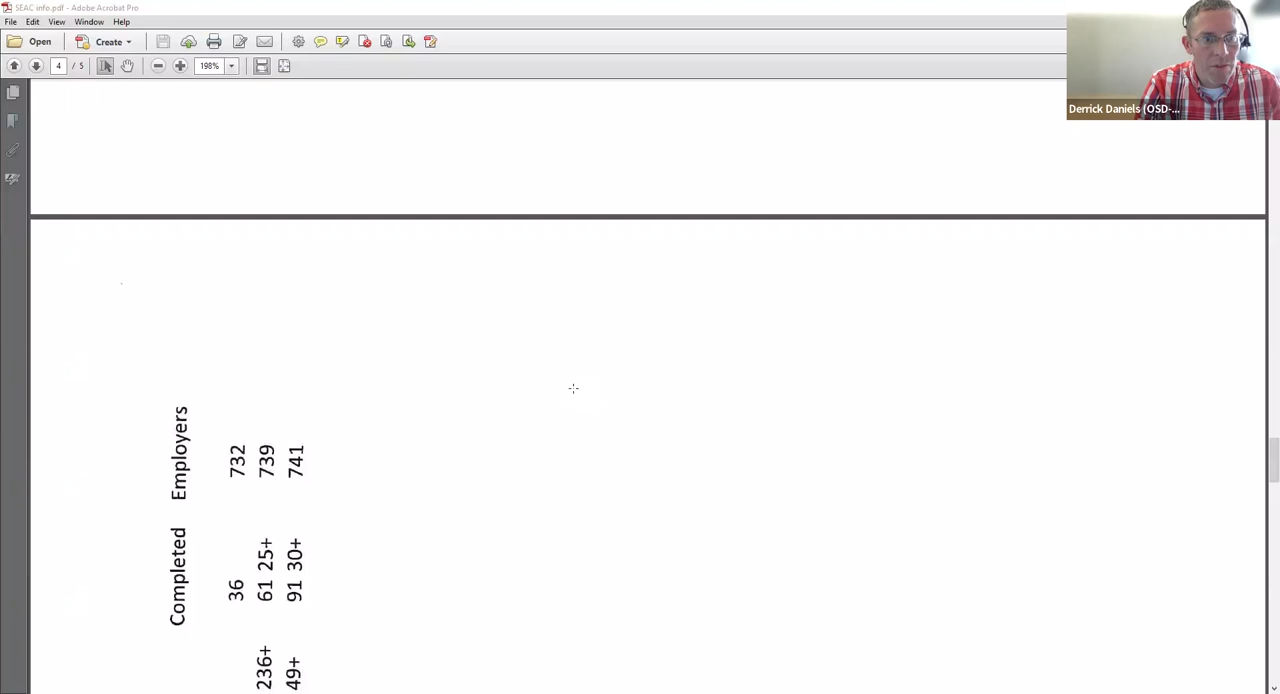 SEAC info.pdf - Adobe Acrobat Pro
File Edit View Window Help
Open Create
4 / 5 198%
Derrick Daniels (OSD-...
Completed Employers
36 732
236+ 61 25+ 739
49+ 91 30+ 741